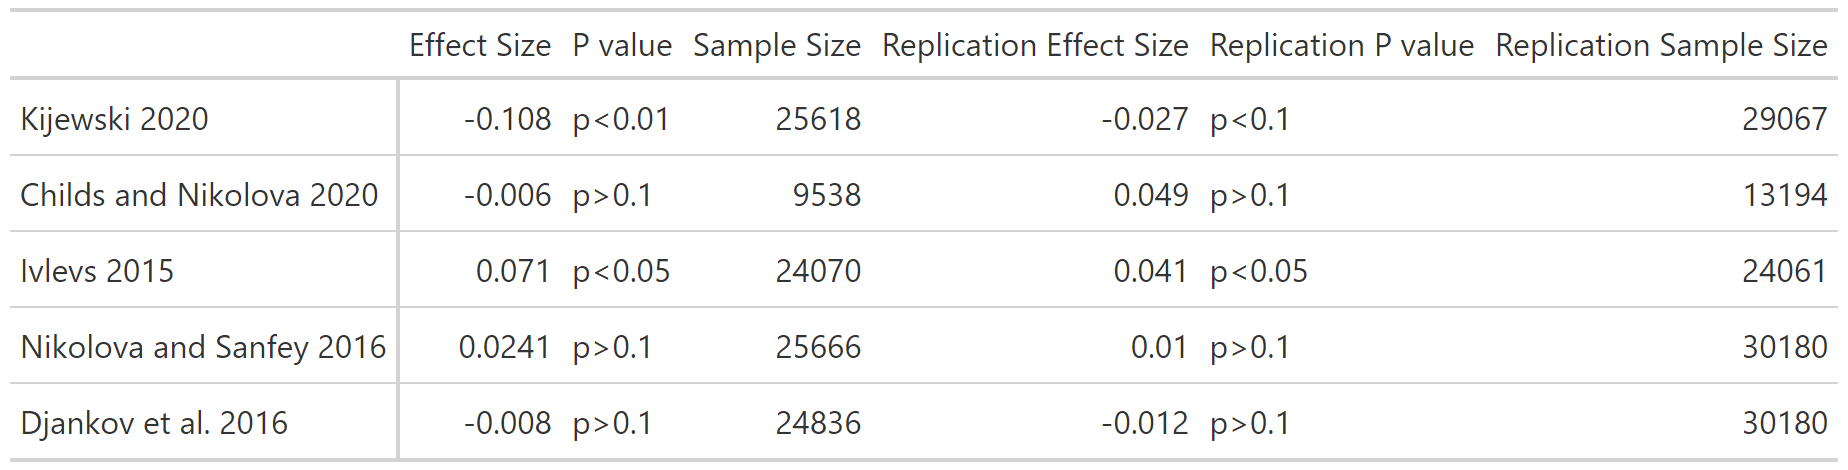 Effect Size P value Sample Size Replication Effect Size Replication P value Replication Sample Size
Kijewski 2020 -0.108 p<0.01 25618 -0.027 p<0.1 29067
Childs and Nikolova 2020 -0.006 p>0.1 9538 0.049 p>0.1 13194
Ivlevs 2015 0.071 p<0.05 24070 0.041 p<0.05 24061
Nikolova and Sanfey 2016 0.0241 p>0.1 25666 0.01 p>0.1 30180
Djankov et al. 2016 -0.008 p>0.1 24836 -0.012 p>0.1 30180